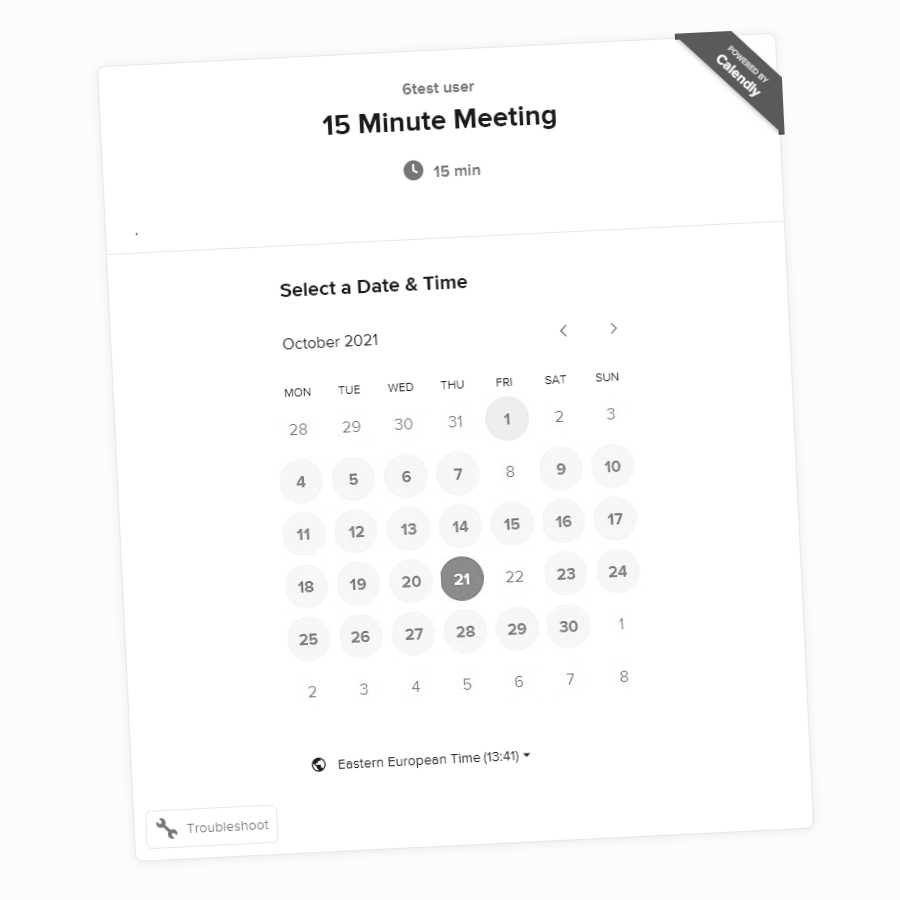 POWERED BY
Calendly
6test user
15 Minute Meeting
15 min
.
Select a Date & Time
October 2021
MON TUE WED THU FRI SAT SUN
28 29 30 31 1 2 3
4 5 6 7 8 9 10
11 12 13 14 15 16 17
18 19 20 21 22 23 24
25 26 27 28 29 30 1
2 3 4 5 6 7 8
Eastern European Time (13:41)
Troubleshoot